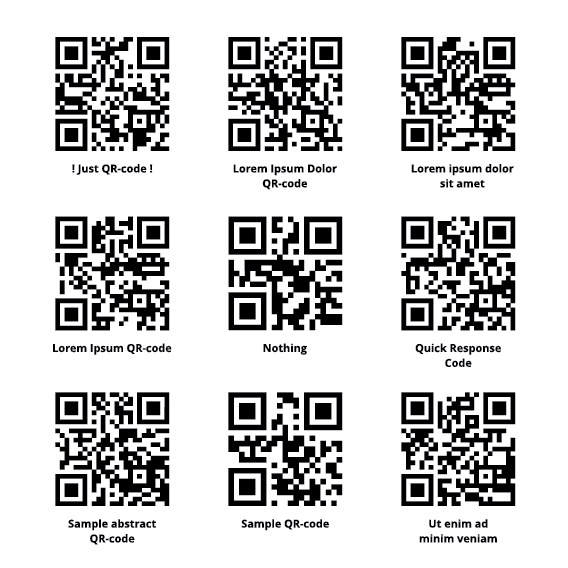 ! Just QR-code !
Lorem Ipsum Dolor
QR-code
Lorem ipsum dolor
sit amet
Lorem Ipsum QR-code
Nothing
Quick Response
Code
Sample abstract
QR-code
Sample QR-code
Ut enim ad
minim veniam